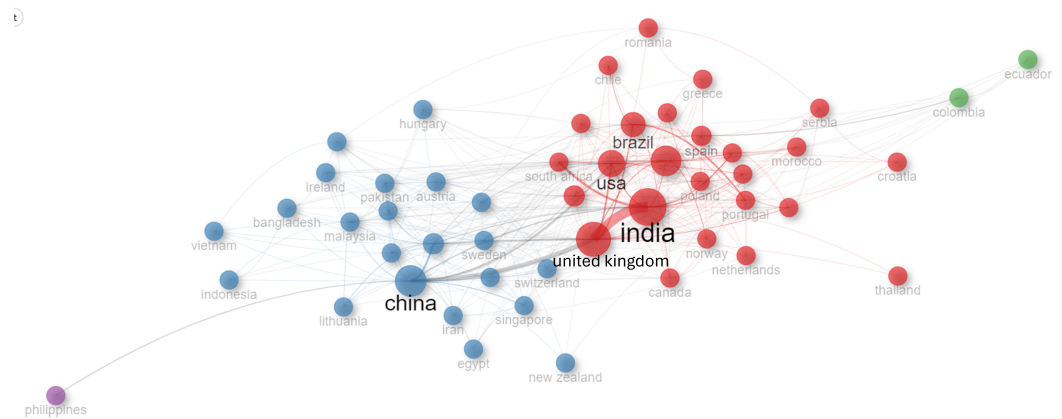 t
romania
ecuador
chile
greece
colombia
serbia
hungary
brazil
spain
morocco
south africa
usa
croatia
ireland
pakistan
austria
poland
portugal
bangladesh
malaysia
india
vietnam
sweden
norway
united kingdom
netherlands
switzerland
indonesia
canada
thailand
china
lithuania
iran
singapore
egypt
new zealand
philippines